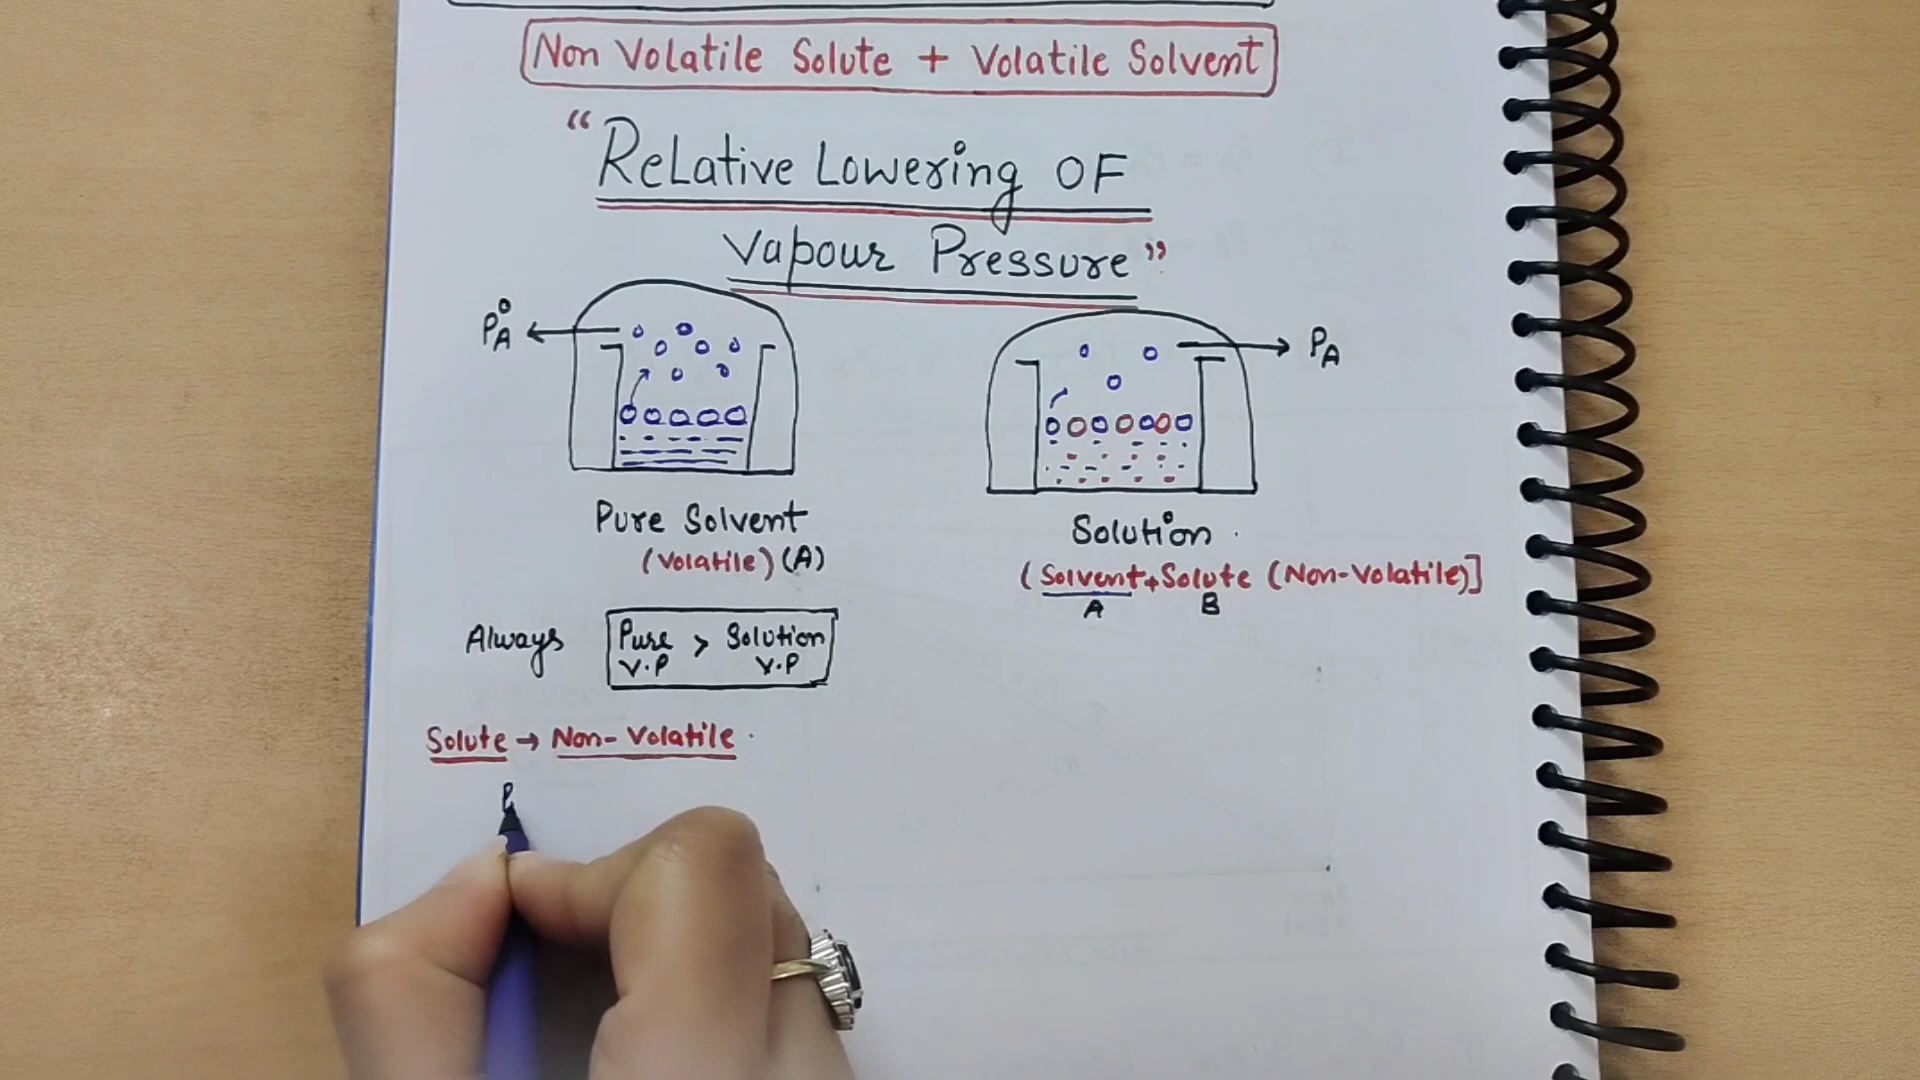 Non Volatile Solute + Volatile Solvent
“Relative Lowering OF
Vapour Pressure”
P°A
PA
Pure Solvent
(Volatile) (A)
Solution
(Solvent + Solute (Non-Volatile)]
A B
Always
Pure > Solution
V.P V.P
Solute → Non-Volatile
P